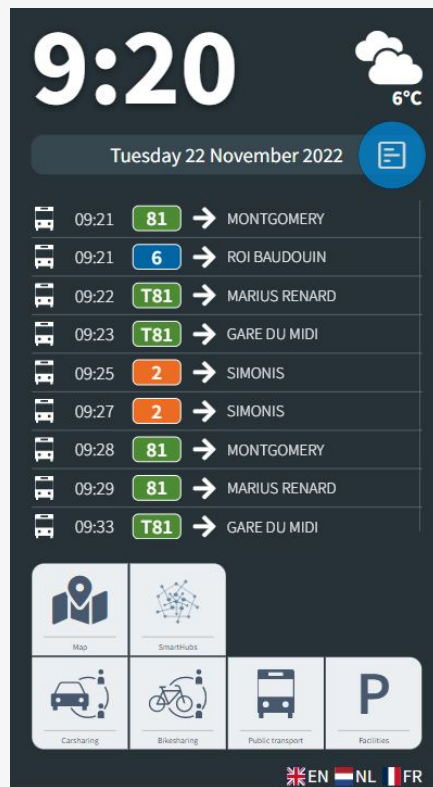 9:20
6°C
Tuesday 22 November 2022
09:21 81 MONTGOMERY
09:21 6 ROI BAUDOUIN
09:22 T81 MARIUS RENARD
09:23 T81 GARE DU MIDI
09:25 2 SIMONIS
09:27 2 SIMONIS
09:28 81 MONTGOMERY
09:29 81 MARIUS RENARD
09:33 T81 GARE DU MIDI
Map SmartHubs
P
Carsharing Bikesharing Public transport Facilities
EN NL FR